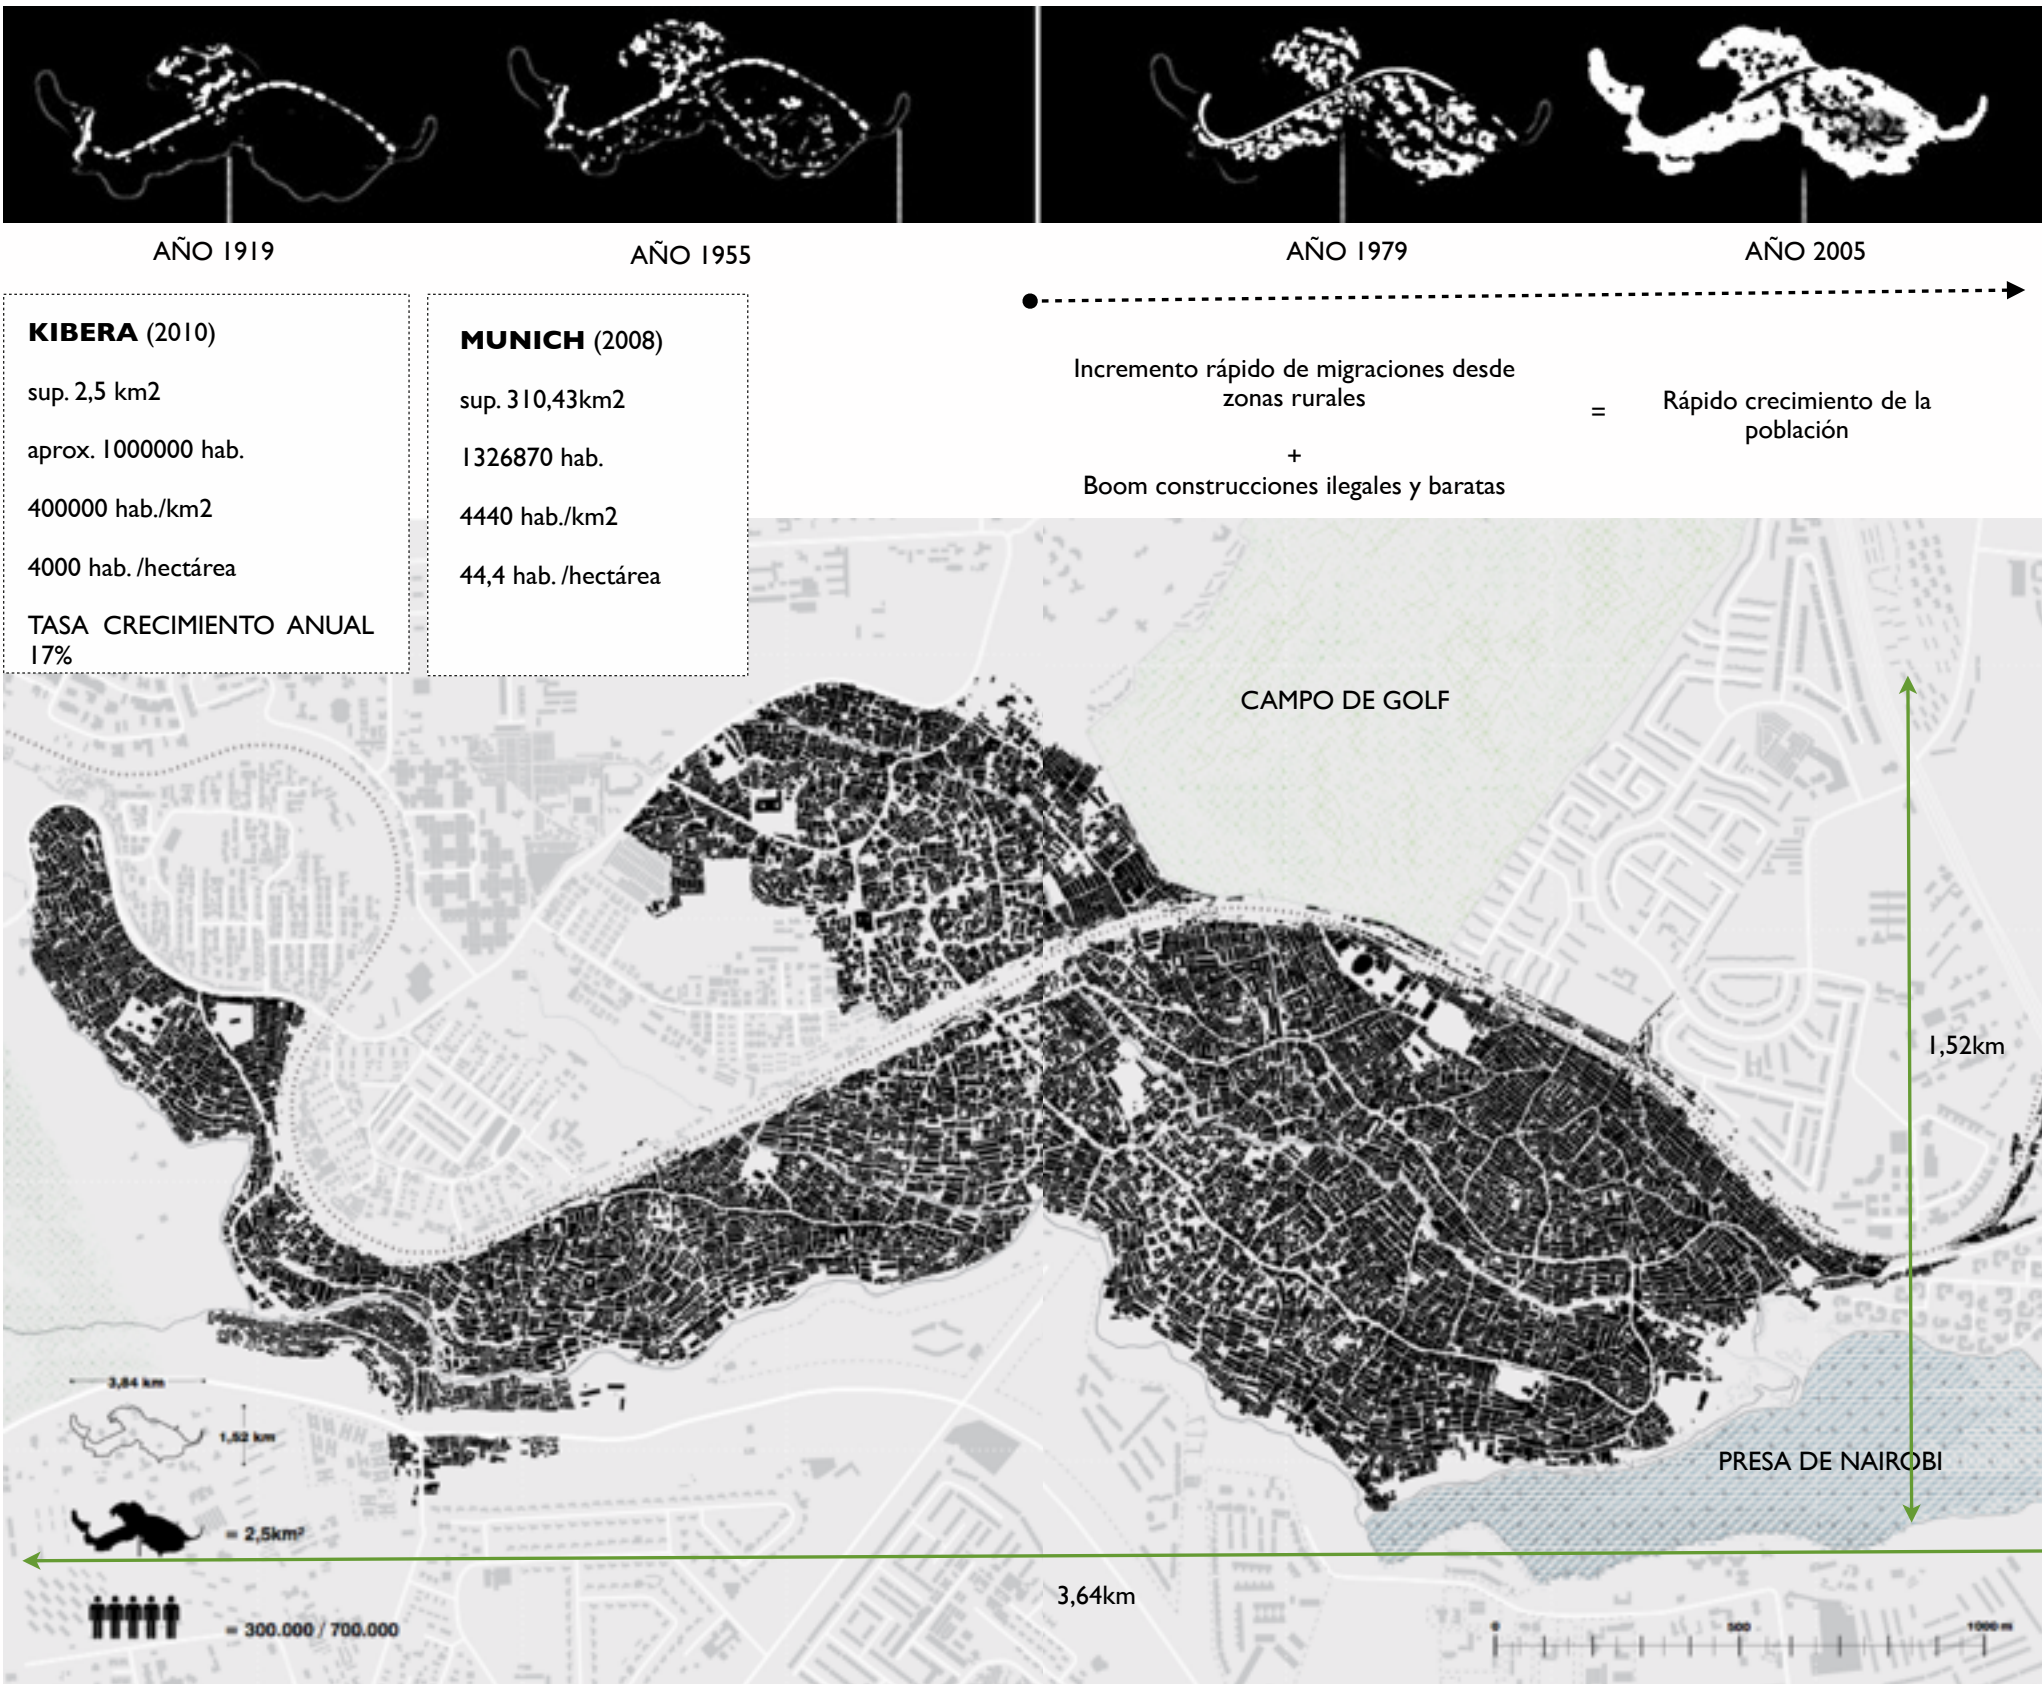 AÑO 1919
AÑO 1955
AÑO 1979
AÑO 2005
KIBERA (2010)
sup. 2,5 km2
aprox. 1000000 hab.
400000 hab./km2
4000 hab. /hectárea
TASA CRECIMIENTO ANUAL
17%
MUNICH (2008)
sup. 310,43km2
1326870 hab.
4440 hab./km2
44,4 hab. /hectárea
Incremento rápido de migraciones desde
zonas rurales
+
Boom construcciones ilegales y baratas
=
Rápido crecimiento de la
población
CAMPO DE GOLF
1,52km
PRESA DE NAIROBI
3,84 km
1,52 km
= 2,5km²
3,64km
= 300.000 / 700.000
0 500 1000 m